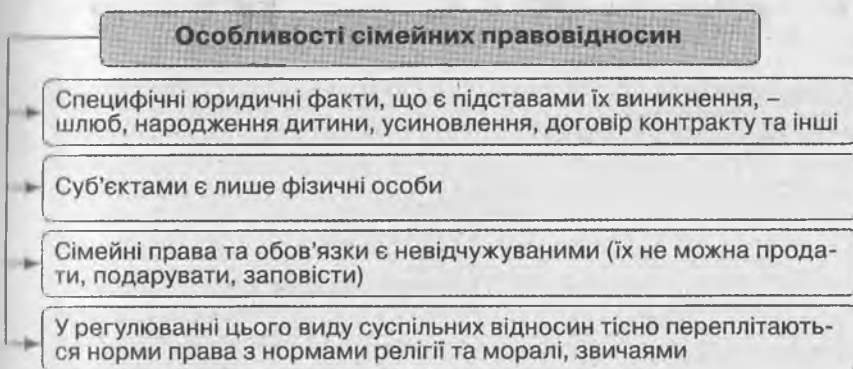 Особливості сімейних правовідносин
Специфічні юридичні факти, що є підставами їх виникнення, –
шлюб, народження дитини, усиновлення, договір контракту та інші
Суб'єктами є лише фізичні особи
Сімейні права та обов'язки є невідчужуваними (їх не можна прода-
ти, подарувати, заповісти)
У регулюванні цього виду суспільних відносин тісно переплітають-
ся норми права з нормами релігії та моралі, звичаями